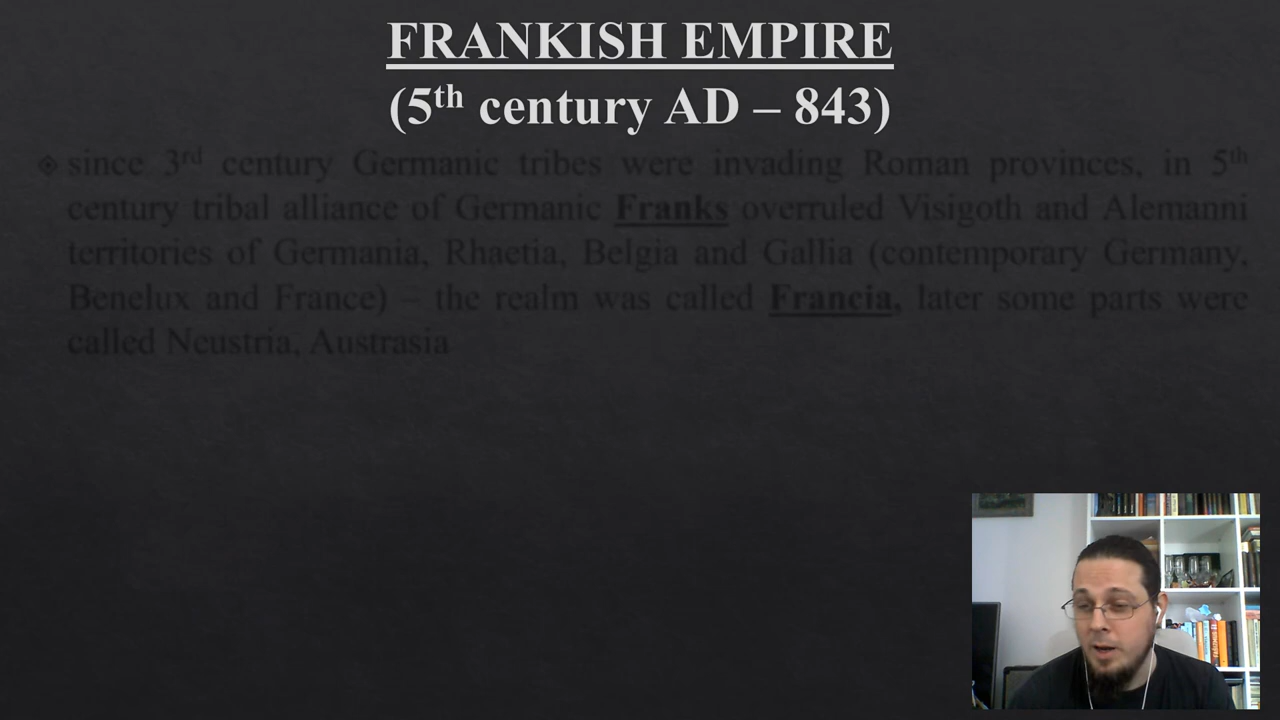 FRANKISH EMPIRE
(5th century AD – 843)
since 3rd century Germanic tribes were invading Roman provinces, in 5th
century tribal alliance of Germanic Franks overruled Visigoth and Alemanni
territories of Germania, Rhaetia, Belgia and Gallia (contemporary Germany,
Benelux and France) – the realm was called Francia, later some parts were
called Neustria, Austrasia